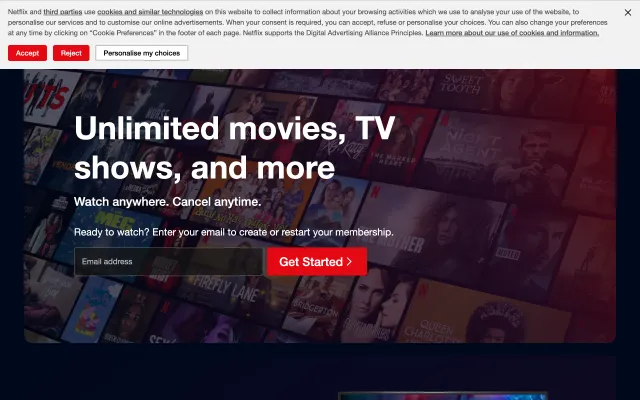 Netflix and third parties use cookies and similar technologies on this website to collect information about your browsing activities which we use to analyse your use of the website, to
personalise our services and to customise our online advertisements. When your consent is required, you can accept, refuse or personalise your choices. You can also change your preferences
at any time by clicking on “Cookie Preferences” in the footer of each page. Netflix supports the Digital Advertising Alliance Principles. Learn more about our use of cookies and information.
Accept
Reject
Personalise my choices
SWEET
TOOTH
NIGHT
AGENT
Unlimited movies, TV
shows, and more
Watch anywhere. Cancel anytime.
Ready to watch? Enter your email to create or restart your membership.
Email address
Get Started
MOTHER
FIREFLY LANE
BRIDGERTON
QUEEN
CHARLOTTE